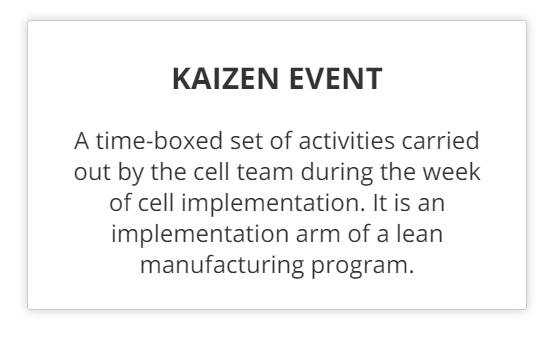 KAIZEN EVENT
A time-boxed set of activities carried
out by the cell team during the week
of cell implementation. It is an
implementation arm of a lean
manufacturing program.